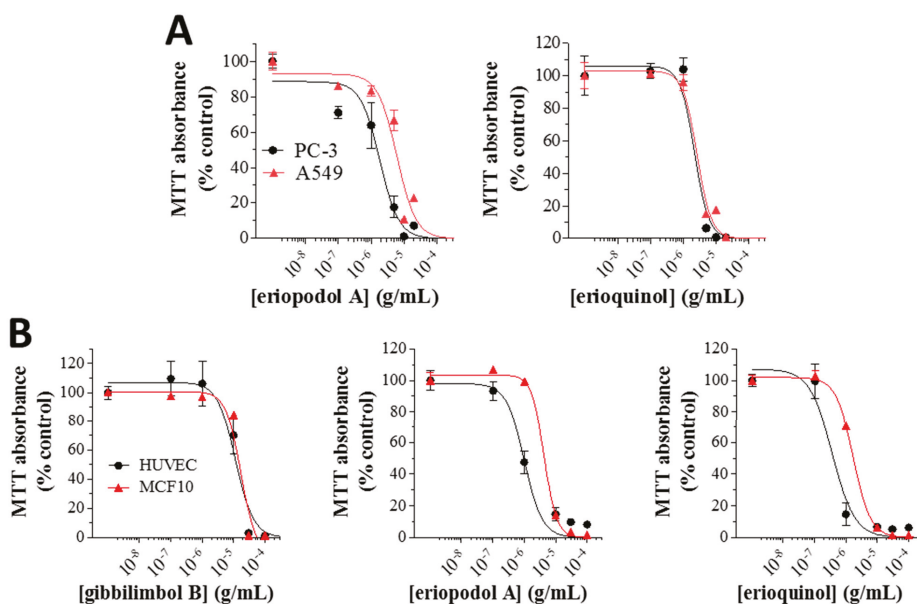 A
MTT absorbance
(% control)
100
80
60
40
20
0
PC-3
A549
10-8
10-7
10-6
10-5
10-4
[eriopodol A] (g/mL)
MTT absorbance
(% control)
120
100
80
60
40
20
0
10-8
10-7
10-6
10-5
10-4
[erioquinol] (g/mL)
B
MTT absorbance
(% control)
120
100
80
60
40
20
0
HUVEC
MCF10
10-8
10-7
10-6
10-5
10-4
[gibbilimbol B] (g/mL)
MTT absorbance
(% control)
120
100
80
60
40
20
0
10-8
10-7
10-6
10-5
10-4
[eriopodol A] (g/mL)
MTT absorbance
(% control)
120
100
80
60
40
20
0
10-8
10-7
10-6
10-5
10-4
[erioquinol] (g/mL)